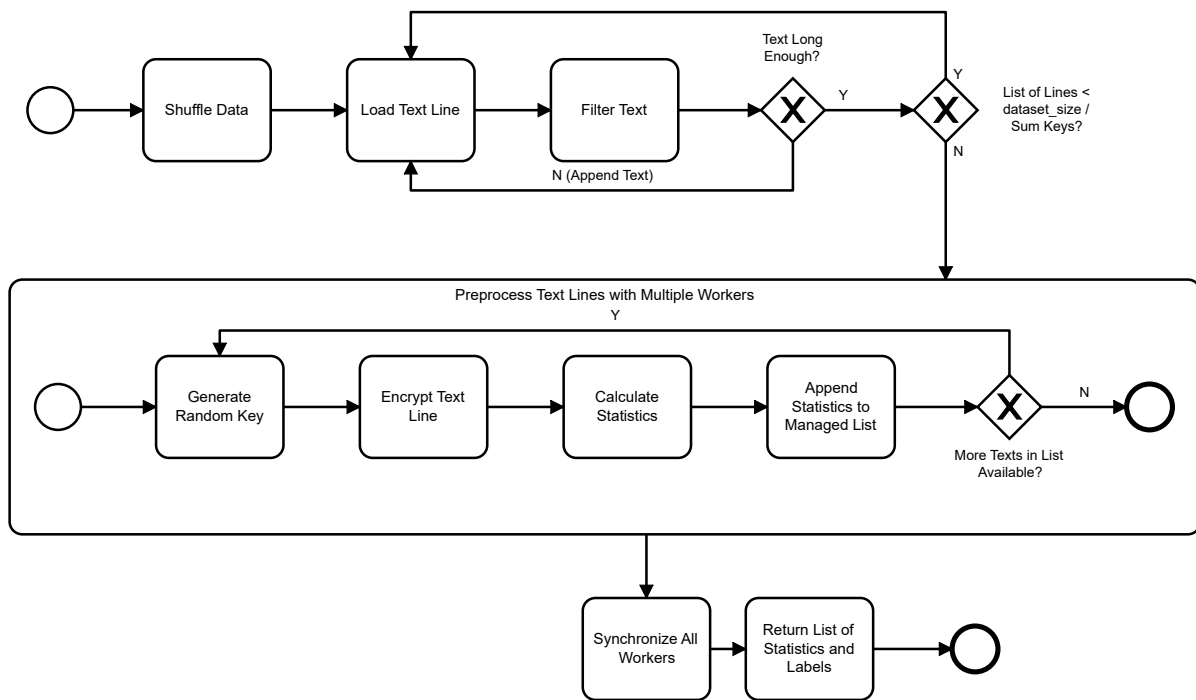 Text Long
Enough?
Shuffle Data
Load Text Line
Filter Text
Y
Y
List of Lines <
dataset_size /
Sum Keys?
N
N (Append Text)
Preprocess Text Lines with Multiple Workers
Y
Generate
Random Key
Encrypt Text
Line
Calculate
Statistics
Append
Statistics to
Managed List
N
More Texts in List
Available?
Synchronize All
Workers
Return List of
Statistics and
Labels